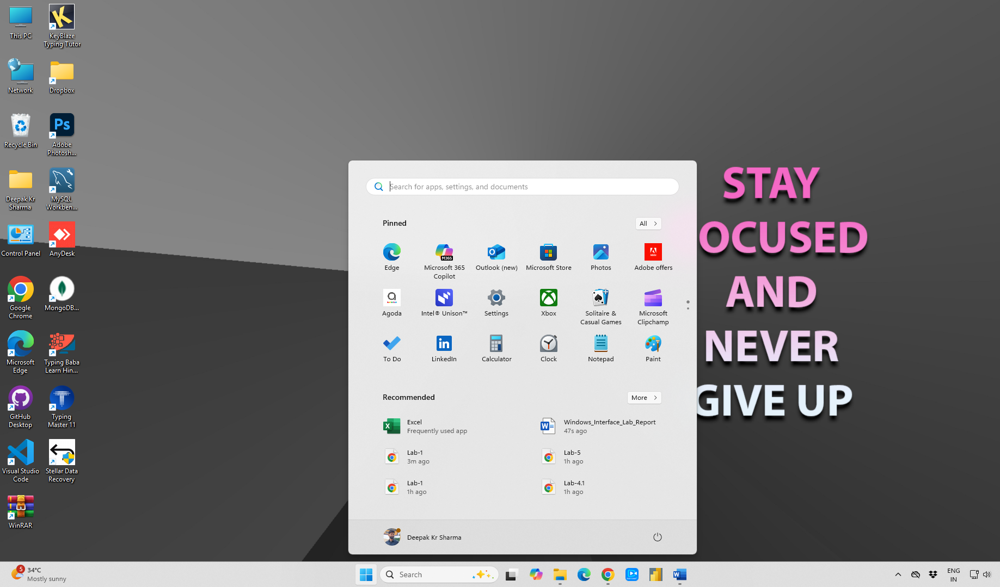 This PC
KeyBlaze
Typing Tutor
Network
Dropbox
Recycle Bin
Ps
Adobe
Photosh...
Deepak Kr
Sharma
MySQL
Workben...
Control Panel
AnyDesk
Google
Chrome
MongoDB...
Microsoft
Edge
Typing Baba
Learn Hin...
GitHub
Desktop
Typing
Master 11
Visual Studio
Code
Stellar Data
Recovery
WinRAR
Search for apps, settings, and documents
Pinned
All
Edge
M365
Microsoft 365
Copilot
Outlook (new)
Microsoft Store
Photos
Adobe
Adobe offers
Agoda
Intel® Unison™
Settings
Xbox
Solitaire &
Casual Games
Microsoft
Clipchamp
To Do
in
LinkedIn
Calculator
Clock
Notepad
Paint
Recommended
More
Excel
Frequently used app
Windows_Interface_Lab_Report
47s ago
Lab-1
3m ago
Lab-5
1h ago
Lab-1
1h ago
Lab-4.1
1h ago
Deepak Kr Sharma
STAY
OCUSED
AND
NEVER
GIVE UP
5
34°C
Mostly sunny
Search
ENG
IN